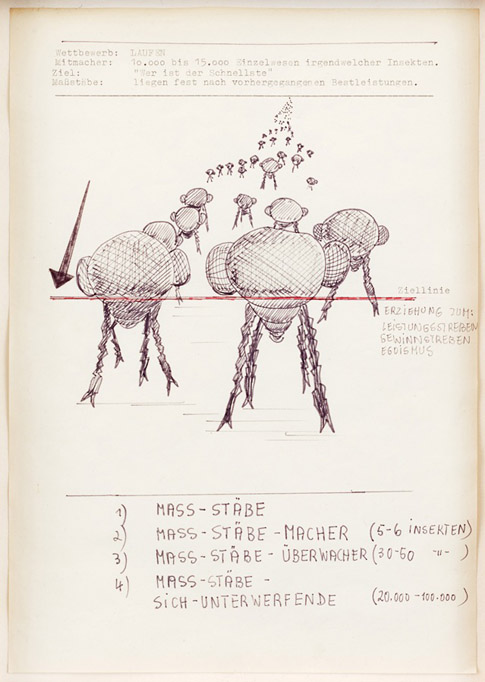 Wettbewerb: LAUFEN
Mitmacher: 10.000 bis 15.000 Einzelwesen irgendwelcher Insekten.
Ziel: "Wer ist der Schnellste"
Maßstäbe: liegen fest nach vorhergegangenen Bestleistungen.
Ziellinie
ERZIEHUNG ZUM:
LEISTUNGSSTREBEN
GEWINNSTREBEN
EGOISMUS
1) MASS-STÄBE
2) MASS-STÄBE-MACHER (5-6 INSEKTEN)
3) MASS-STÄBE-ÜBERWACHER (30-60 -"- )
4) MASS-STÄBE-
SICH-UNTERWERFENDE (20.000-100.000)